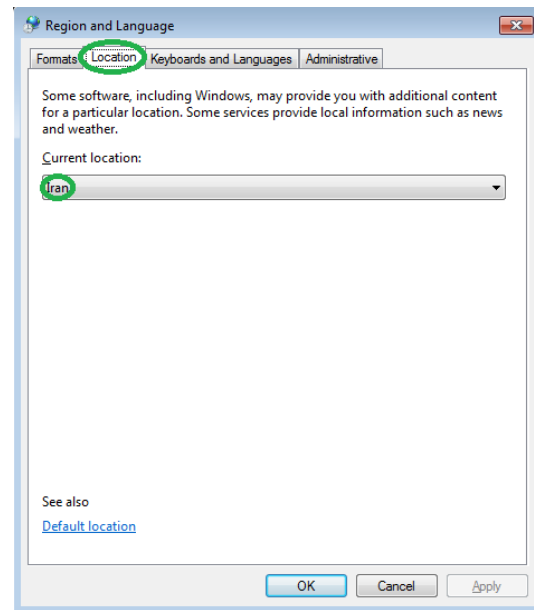 Region and Language
Formats Location Keyboards and Languages Administrative
Some software, including Windows, may provide you with additional content
for a particular location. Some services provide local information such as news
and weather.
Current location:
Iran
See also
Default location
OK Cancel Apply